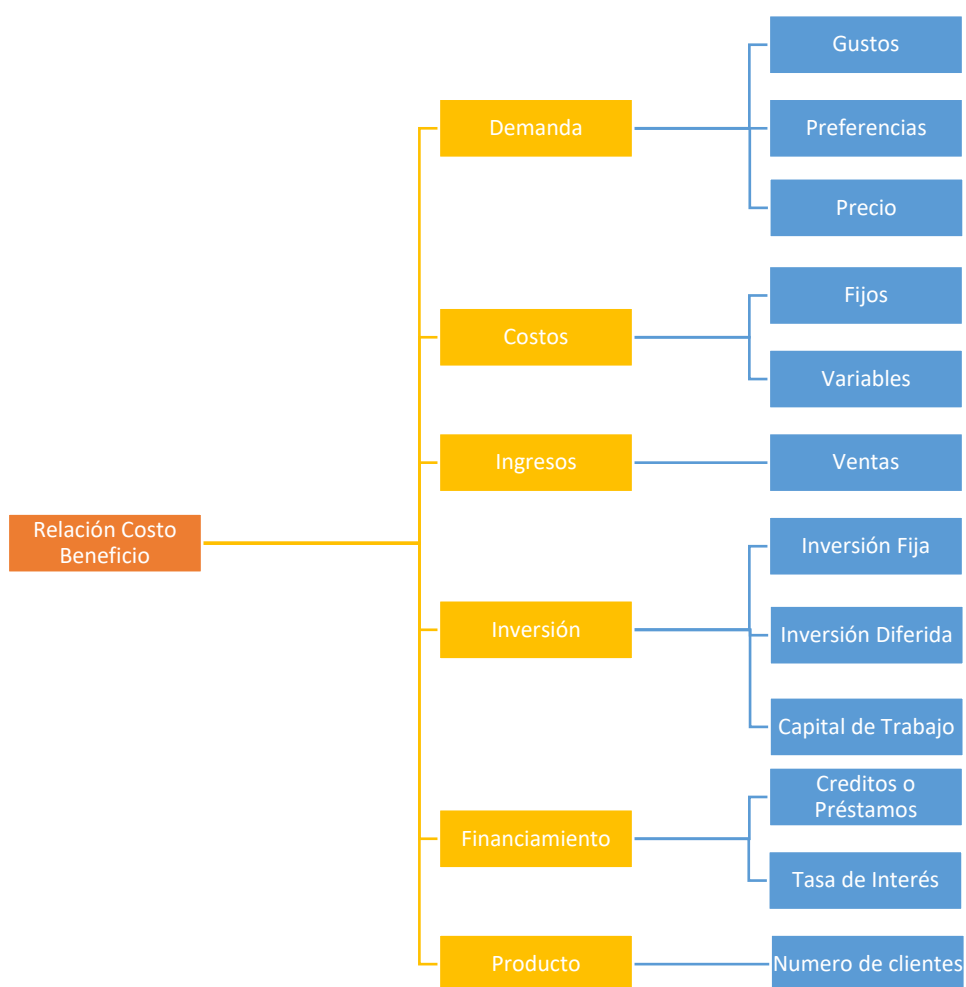 Relación Costo
Beneficio
Demanda
Gustos
Preferencias
Precio
Costos
Fijos
Variables
Ingresos
Ventas
Inversión
Inversión Fija
Inversión Diferida
Capital de Trabajo
Financiamiento
Creditos o
Préstamos
Tasa de Interés
Producto
Numero de clientes